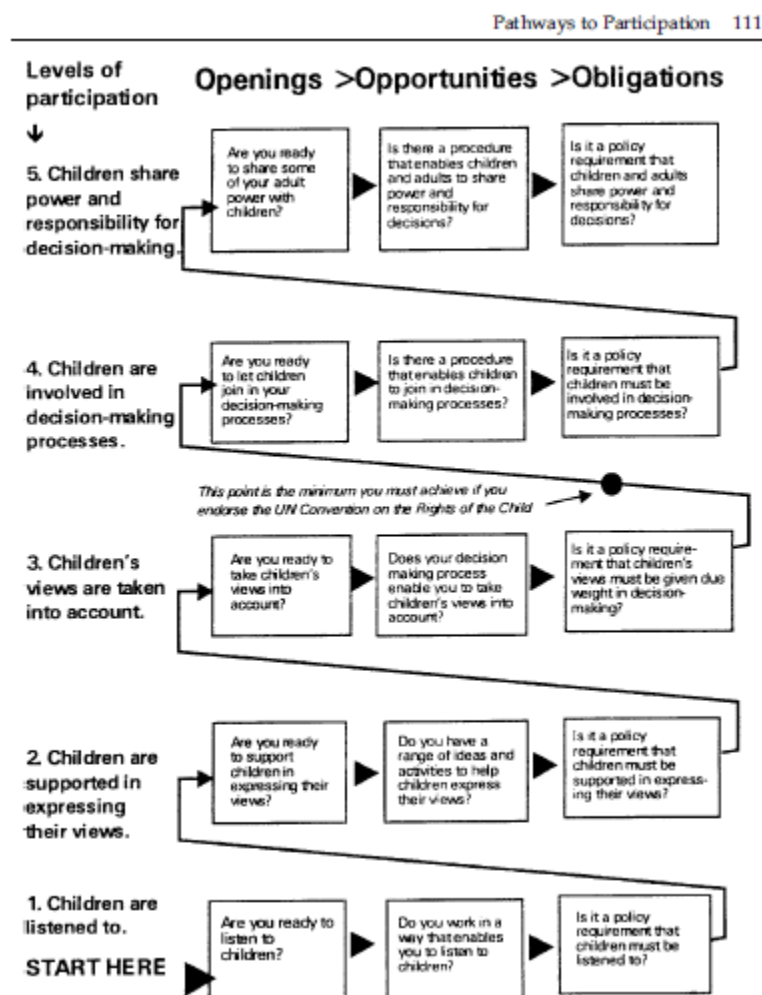 Pathways to Participation 111
Levels of
participation
Openings >Opportunities >Obligations
5. Children share
power and
responsibility for
decision-making.
Are you ready
to share some
of your adult
power with
children?
Is there a procedure
that enables children
and adults to share
power and
responsibility for
decisions?
Is it a policy
requirement that
children and adults
share power and
responsibility for
decisions?
4. Children are
involved in
decision-making
processes.
Are you ready
to let children
join in your
decision-making
processes?
Is there a procedure
that enables children
to join in decision-
making processes?
Is it a policy
requirement that
children must be
involved in decision-
making processes?
This point is the minimum you must achieve if you
endorse the UN Convention on the Rights of the Child
3. Children's
views are taken
into account.
Are you ready to
take children's
views into
account?
Does your decision
making process
enable you to take
children's views into
account?
Is it a policy require-
ment that children's
views must be given due
weight in decision-
making?
2. Children are
supported in
expressing
their views.
Are you ready
to support
children in
expressing their
views?
Do you have a
range of ideas and
activities to help
children express
their views?
Is it a policy
requirement that
children must be
supported in express-
ing their views?
1. Children are
listened to.
START HERE
Are you ready to
listen to
children?
Do you work in a
way that enables
you to listen to
children?
Is it a policy
requirement that
children must be
listened to?